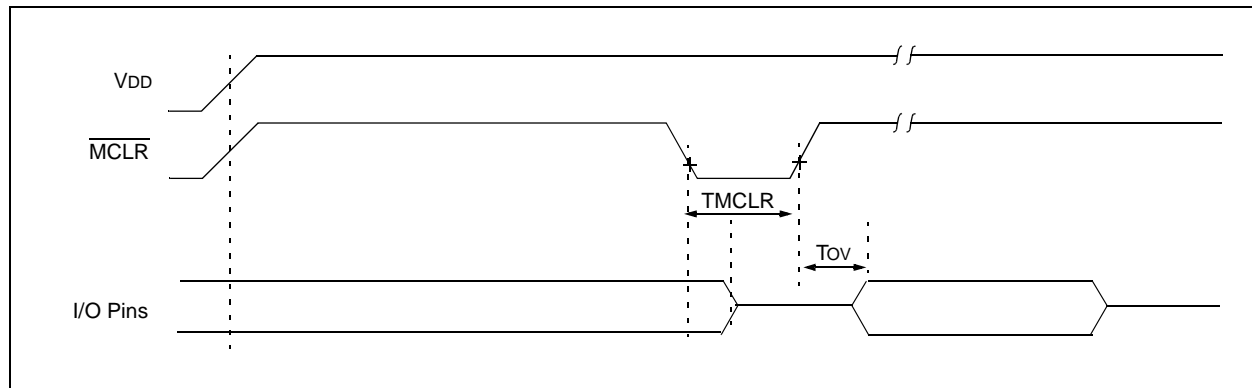 VDD
MCLR
TMCLR
TOV
I/O Pins